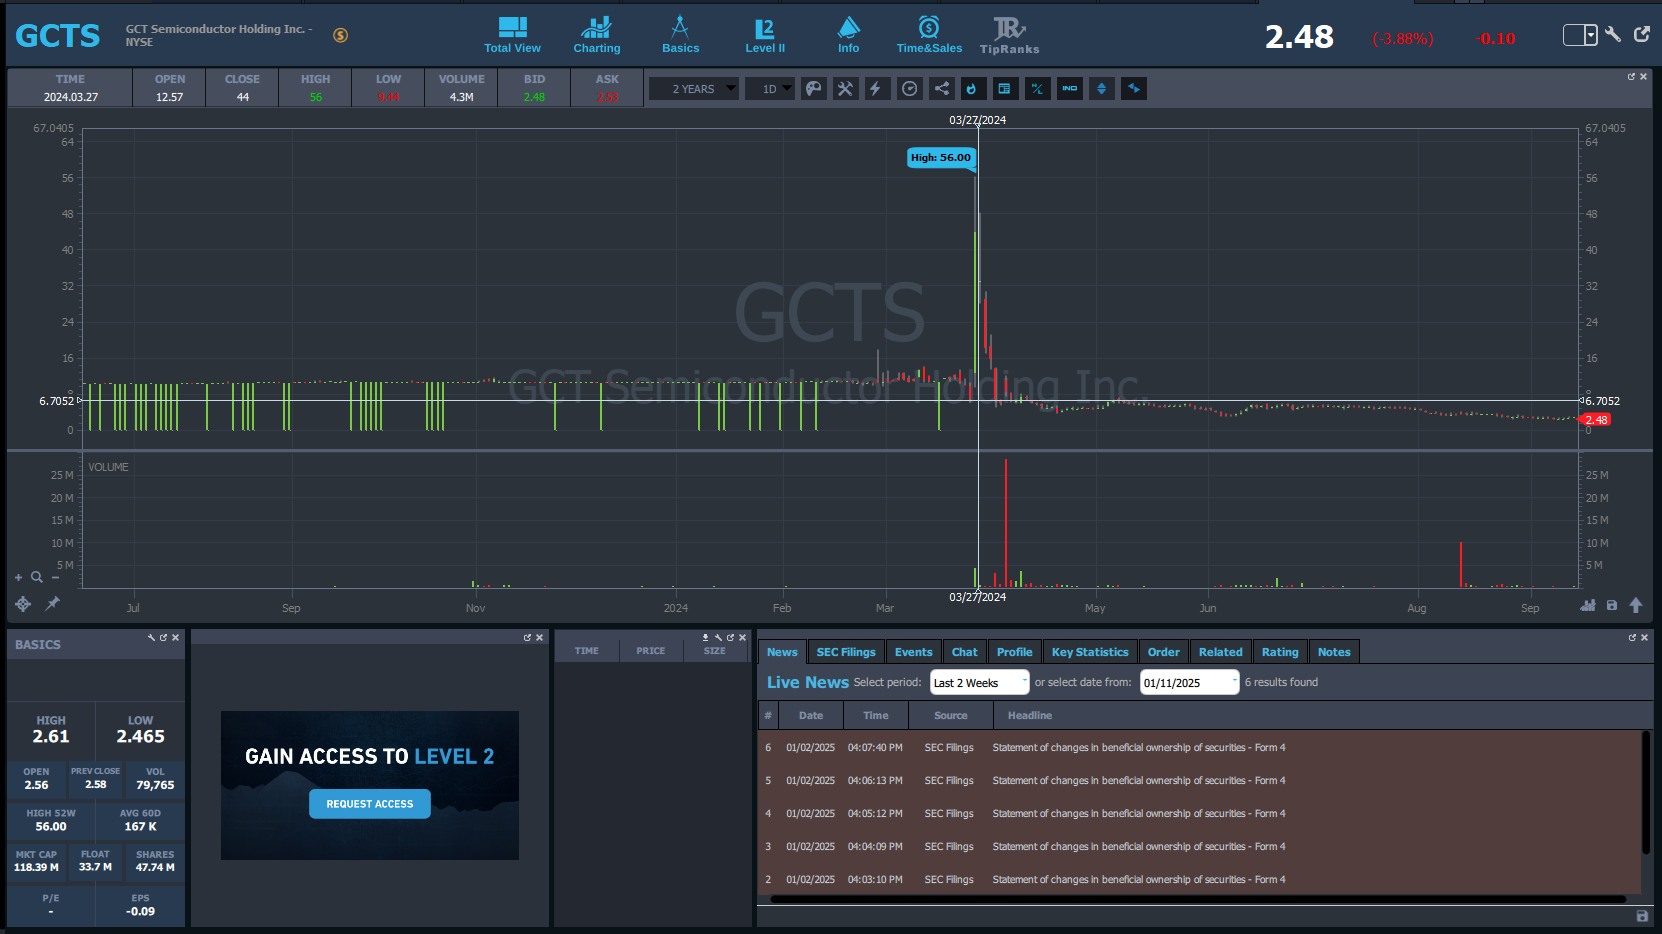 GCTS
GCT Semiconductor Holding Inc. -
NYSE
Total View
Charting
Basics
Level II
Info
Time&Sales
TipRanks
2.48
(-3.88%)
-0.10
TIME OPEN CLOSE HIGH LOW VOLUME BID ASK
2024.03.27 12.57 44 56 4.3M 2.48 2.53
2 YEARS
1D
03/27/2024
High: 56.00
67.0405
64
56
48
40
32
24
16
8
6.7052
0
67.0405
64
56
48
40
32
24
16
8
6.7052
2.48
0
GCTS
GCT Semiconductor Holding Inc.
VOLUME
25 M
20 M
15 M
10 M
5 M
25 M
20 M
15 M
10 M
5 M
03/27/2024
Jul Sep Nov 2024 Feb Mar May Jun Aug Sep
BASICS
HIGH LOW
2.61 2.465
OPEN PREV CLOSE VOL
2.56 2.58 79,765
HIGH 52W AVG 60D
56.00 167 K
MKT CAP FLOAT SHARES
118.39 M 33.7 M 47.74 M
P/E EPS
- -0.09
GAIN ACCESS TO LEVEL 2
REQUEST ACCESS
TIME PRICE SIZE
News SEC Filings Events Chat Profile Key Statistics Order Related Rating Notes
Live News Select period: Last 2 Weeks or select date from: 01/11/2025 6 results found
# Date Time Source Headline
6 01/02/2025 04:07:40 PM SEC Filings Statement of changes in beneficial ownership of securities - Form 4
5 01/02/2025 04:06:13 PM SEC Filings Statement of changes in beneficial ownership of securities - Form 4
4 01/02/2025 04:05:12 PM SEC Filings Statement of changes in beneficial ownership of securities - Form 4
3 01/02/2025 04:04:09 PM SEC Filings Statement of changes in beneficial ownership of securities - Form 4
2 01/02/2025 04:03:10 PM SEC Filings Statement of changes in beneficial ownership of securities - Form 4